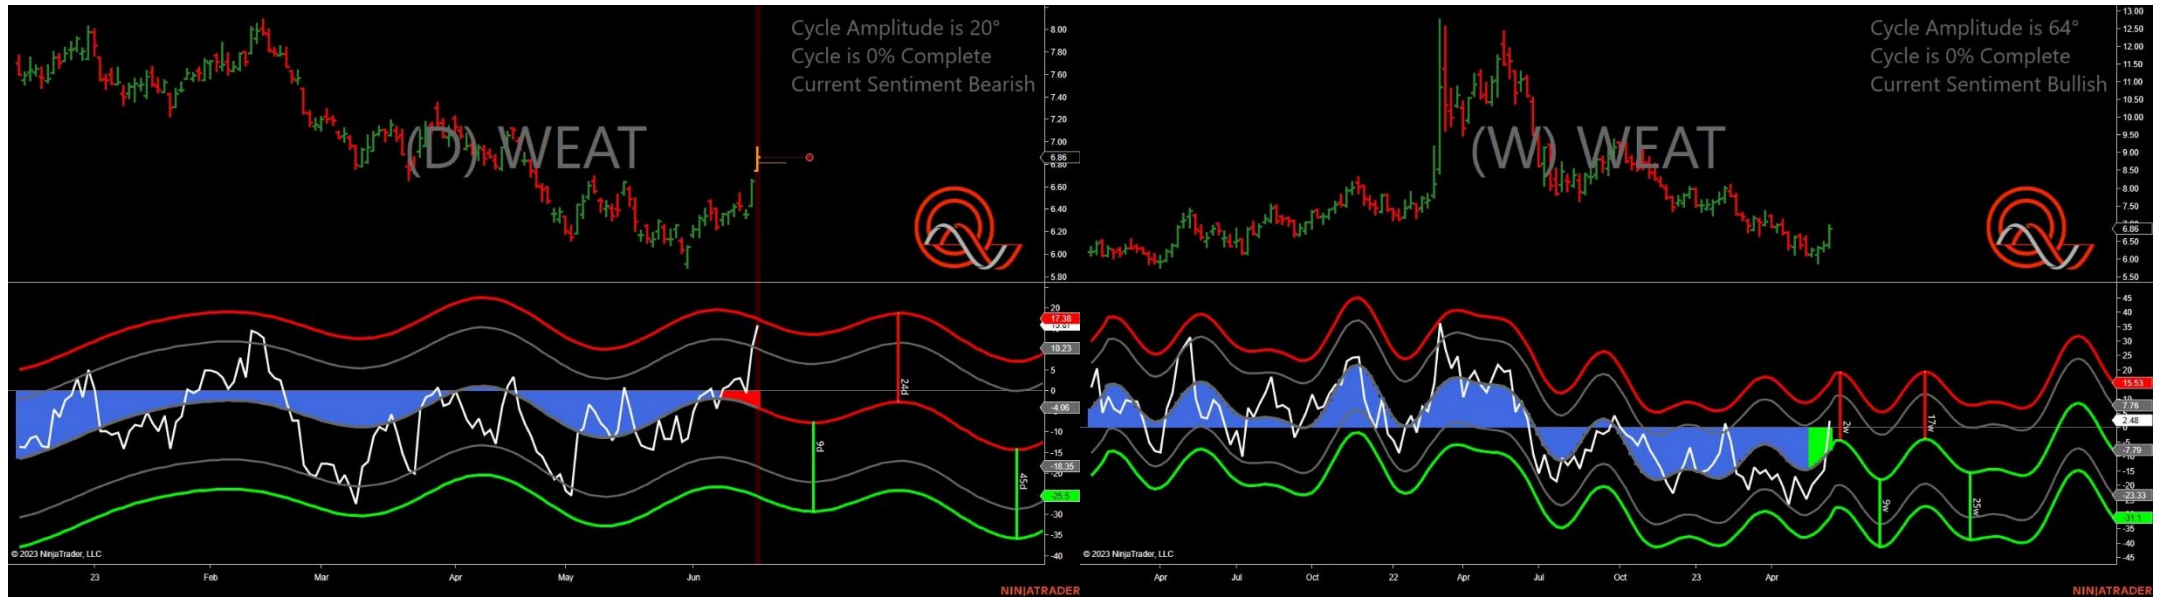 Cycle Amplitude is 20°
Cycle is 0% Complete
Current Sentiment Bearish
(D) WEAT
8.00
7.80
7.60
7.40
7.20
7.00
6.86
6.80
6.60
6.40
6.20
6.00
5.80
20
17.38
10.23
5
0
-4.06
-10
-15
-18.35
-25.5
-30
-35
-40
24d
9d
45d
© 2023 NinjaTrader, LLC
23 Feb Mar Apr May Jun
NINJATRADER
Cycle Amplitude is 64°
Cycle is 0% Complete
Current Sentiment Bullish
(W) WEAT
13.00
12.50
12.00
11.50
11.00
10.50
10.00
9.50
9.00
8.50
8.00
7.50
6.86
6.50
6.00
5.50
45
40
35
30
25
20
15.53
7.76
2.48
-7.79
-15
-20
-23.33
-31.1
-35
-40
-45
2w
17w
9w
25w
© 2023 NinjaTrader, LLC
Apr Jul Oct 22 Apr Jul Oct 23 Apr
NINJATRADER